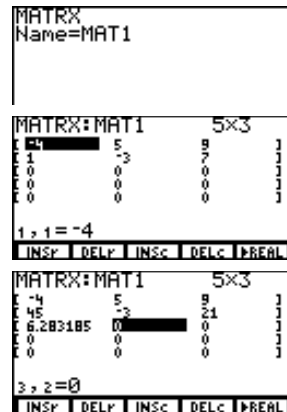 MATRX
Name=MAT1
MATRX:MAT1 5×3
[ -4 5 9 ]
[ 1 -3 7 ]
[ 0 0 0 ]
[ 0 0 0 ]
[ 0 0 0 ]
1,1=-4
INSr DELr INSc DELc ▶REAL
MATRX:MAT1 5×3
[ -4 5 9 ]
[ 45 -3 21 ]
[ 6.283185 0 0 ]
[ 0 0 0 ]
[ 0 0 0 ]
3,2=0
INSr DELr INSc DELc ▶REAL